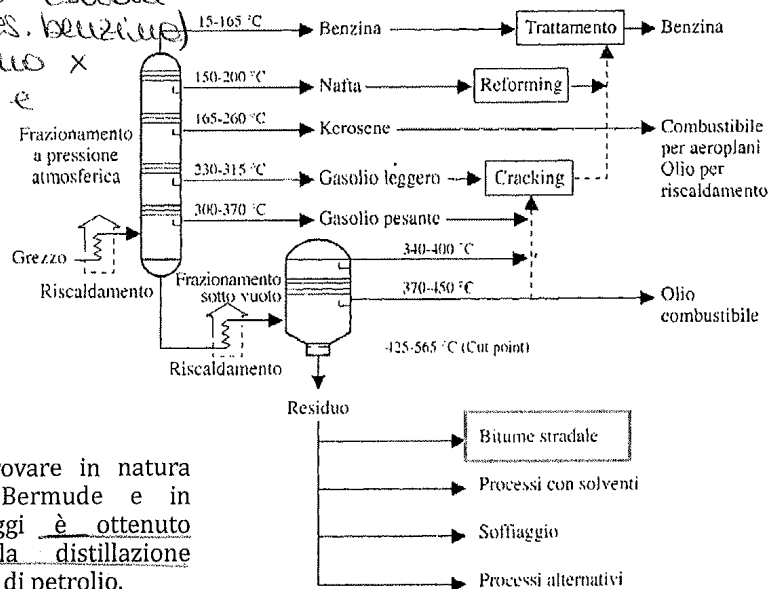 (es. benzina)
x
e
15-165 °C
Benzina
Trattamento
Benzina
150-200 °C
Nafta
Reforming
Frazionamento
a pressione
atmosferica
165-260 °C
Kerosene
Combustibile
per aeroplani
Olio per
riscaldamento
230-315 °C
Gasolio leggero
Cracking
300-370 °C
Gasolio pesante
Grezzo
Riscaldamento
340-400 °C
Frazionamento
sotto vuoto
370-450 °C
Olio
combustibile
Riscaldamento
425-565 °C (Cut point)
Residuo
Bitume stradale
Processi con solventi
Soffiaggio
Processi alternativi
rovare in natura
Bermude e in
ggi è ottenuto
la distillazione
di petrolio.